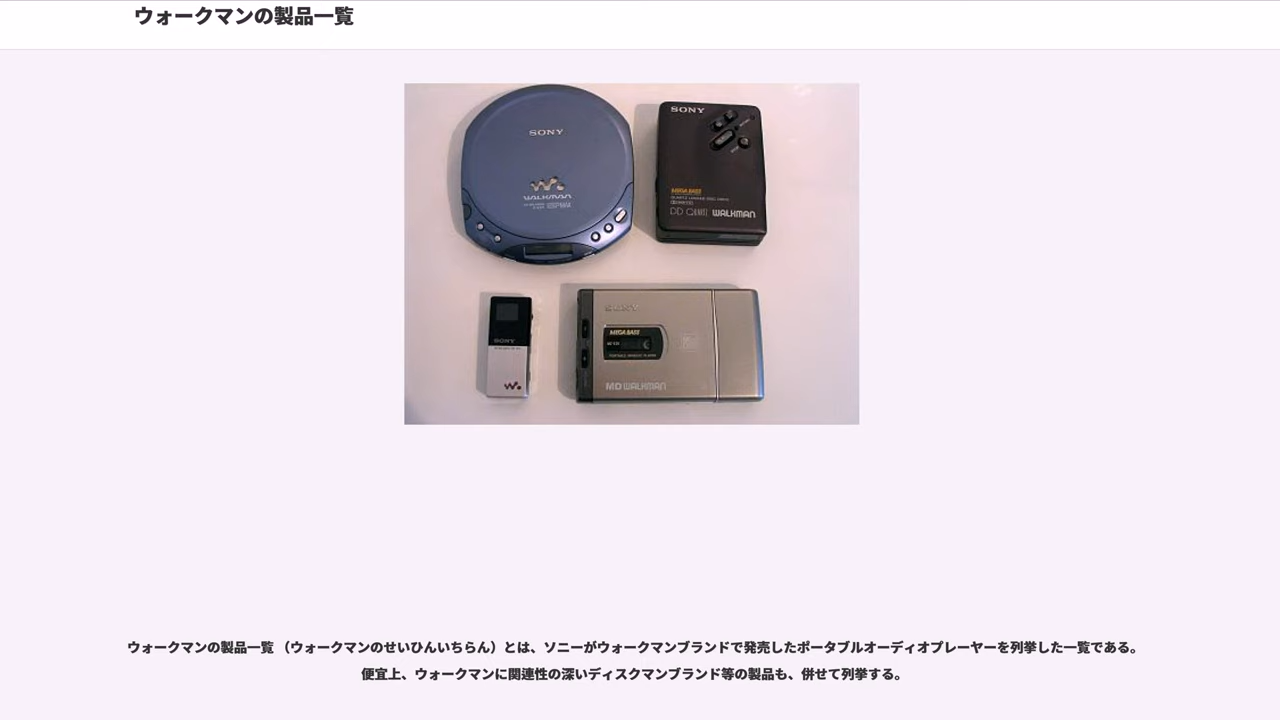 ウォークマンの製品一覧
SONY
WALKMAN
SONY
MEGA BASS
DD QUARTZ WALKMAN
SONY
SONY
MEGA BASS
PORTABLE MINIDISC PLAYER
MD WALKMAN
ウォークマンの製品一覧 （ウォークマンのせいひんいちらん）とは、ソニーがウォークマンブランドで発売したポータブルオーディオプレーヤーを列挙した一覧である。
便宜上、ウォークマンに関連性の深いディスクマンブランド等の製品も、併せて列挙する。